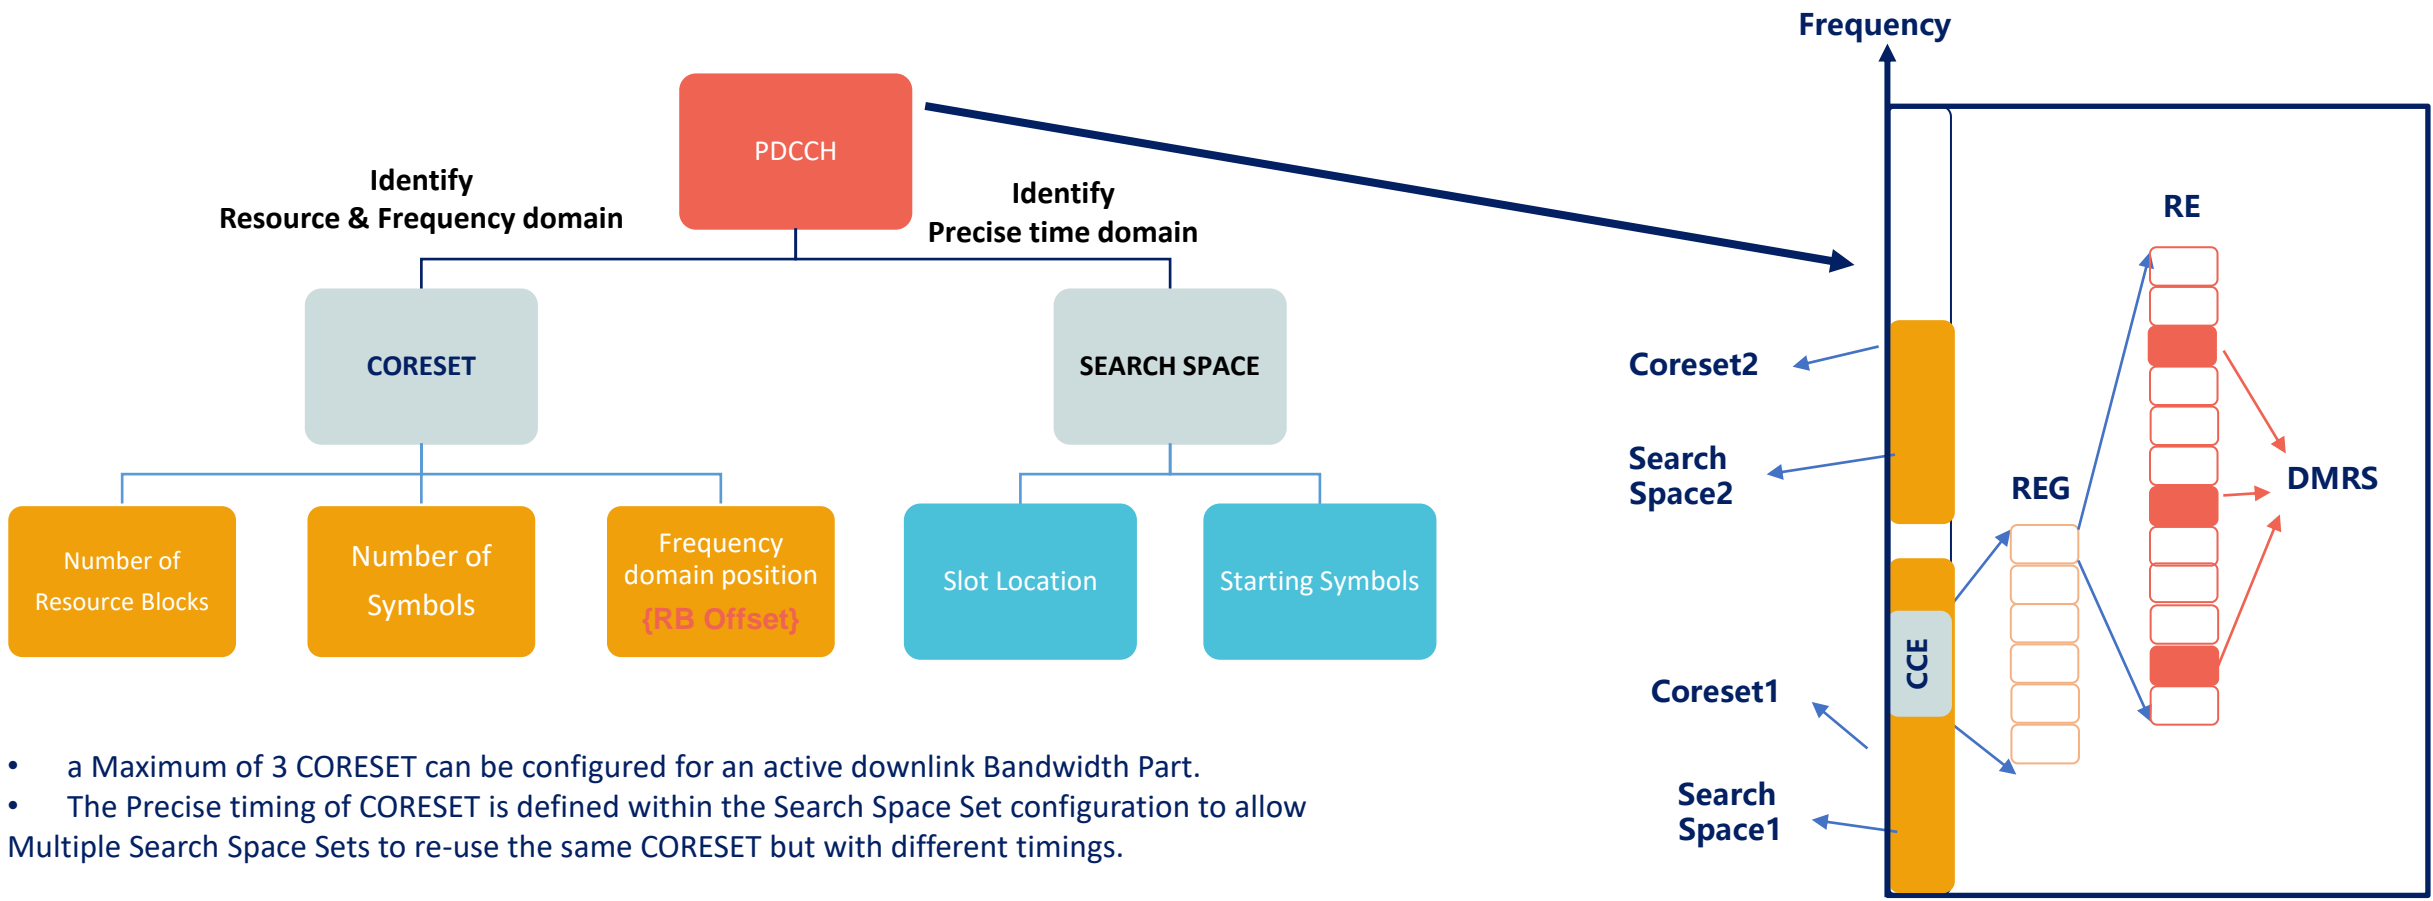 PDCCH
Identify
Resource & Frequency domain
Identify
Precise time domain
CORESET
SEARCH SPACE
Number of
Resource Blocks
Number of
Symbols
Frequency
domain position
{RB Offset}
Slot Location
Starting Symbols
• a Maximum of 3 CORESET can be configured for an active downlink Bandwidth Part.
• The Precise timing of CORESET is defined within the Search Space Set configuration to allow
Multiple Search Space Sets to re-use the same CORESET but with different timings.
Frequency
Coreset2
Search
Space2
Coreset1
Search
Space1
CCE
REG
RE
DMRS